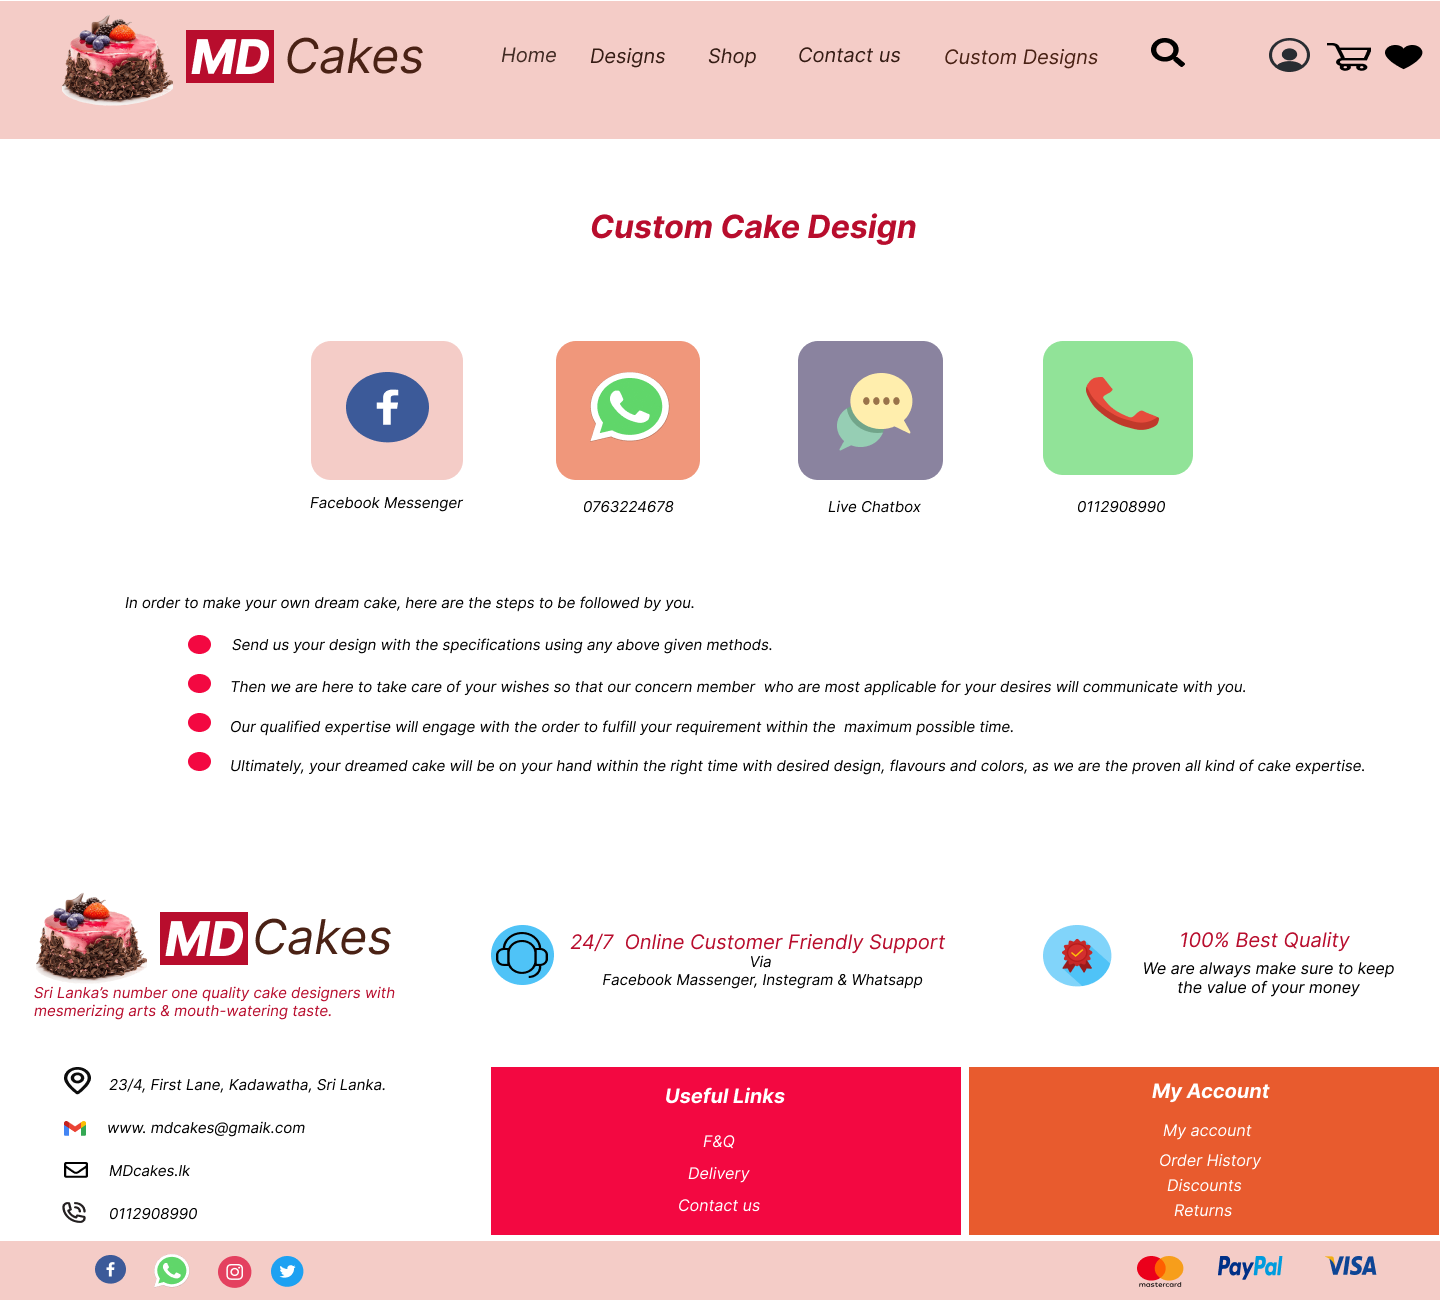 MD Cakes
Home Designs Shop Contact us Custom Designs
Custom Cake Design
Facebook Messenger
0763224678
Live Chatbox
0112908990
In order to make your own dream cake, here are the steps to be followed by you.
Send us your design with the specifications using any above given methods.
Then we are here to take care of your wishes so that our concern member  who are most applicable for your desires will communicate with you.
Our qualified expertise will engage with the order to fulfill your requirement within the  maximum possible time.
Ultimately, your dreamed cake will be on your hand within the right time with desired design, flavours and colors, as we are the proven all kind of cake expertise.
MD Cakes
Sri Lanka's number one quality cake designers with
mesmerizing arts & mouth-watering taste.
24/7  Online Customer Friendly Support
Via
Facebook Massenger, Instegram & Whatsapp
100% Best Quality
We are always make sure to keep
the value of your money
23/4, First Lane, Kadawatha, Sri Lanka.
www. mdcakes@gmaik.com
MDcakes.lk
0112908990
Useful Links
F&Q
Delivery
Contact us
My Account
My account
Order History
Discounts
Returns
mastercard
PayPal
VISA